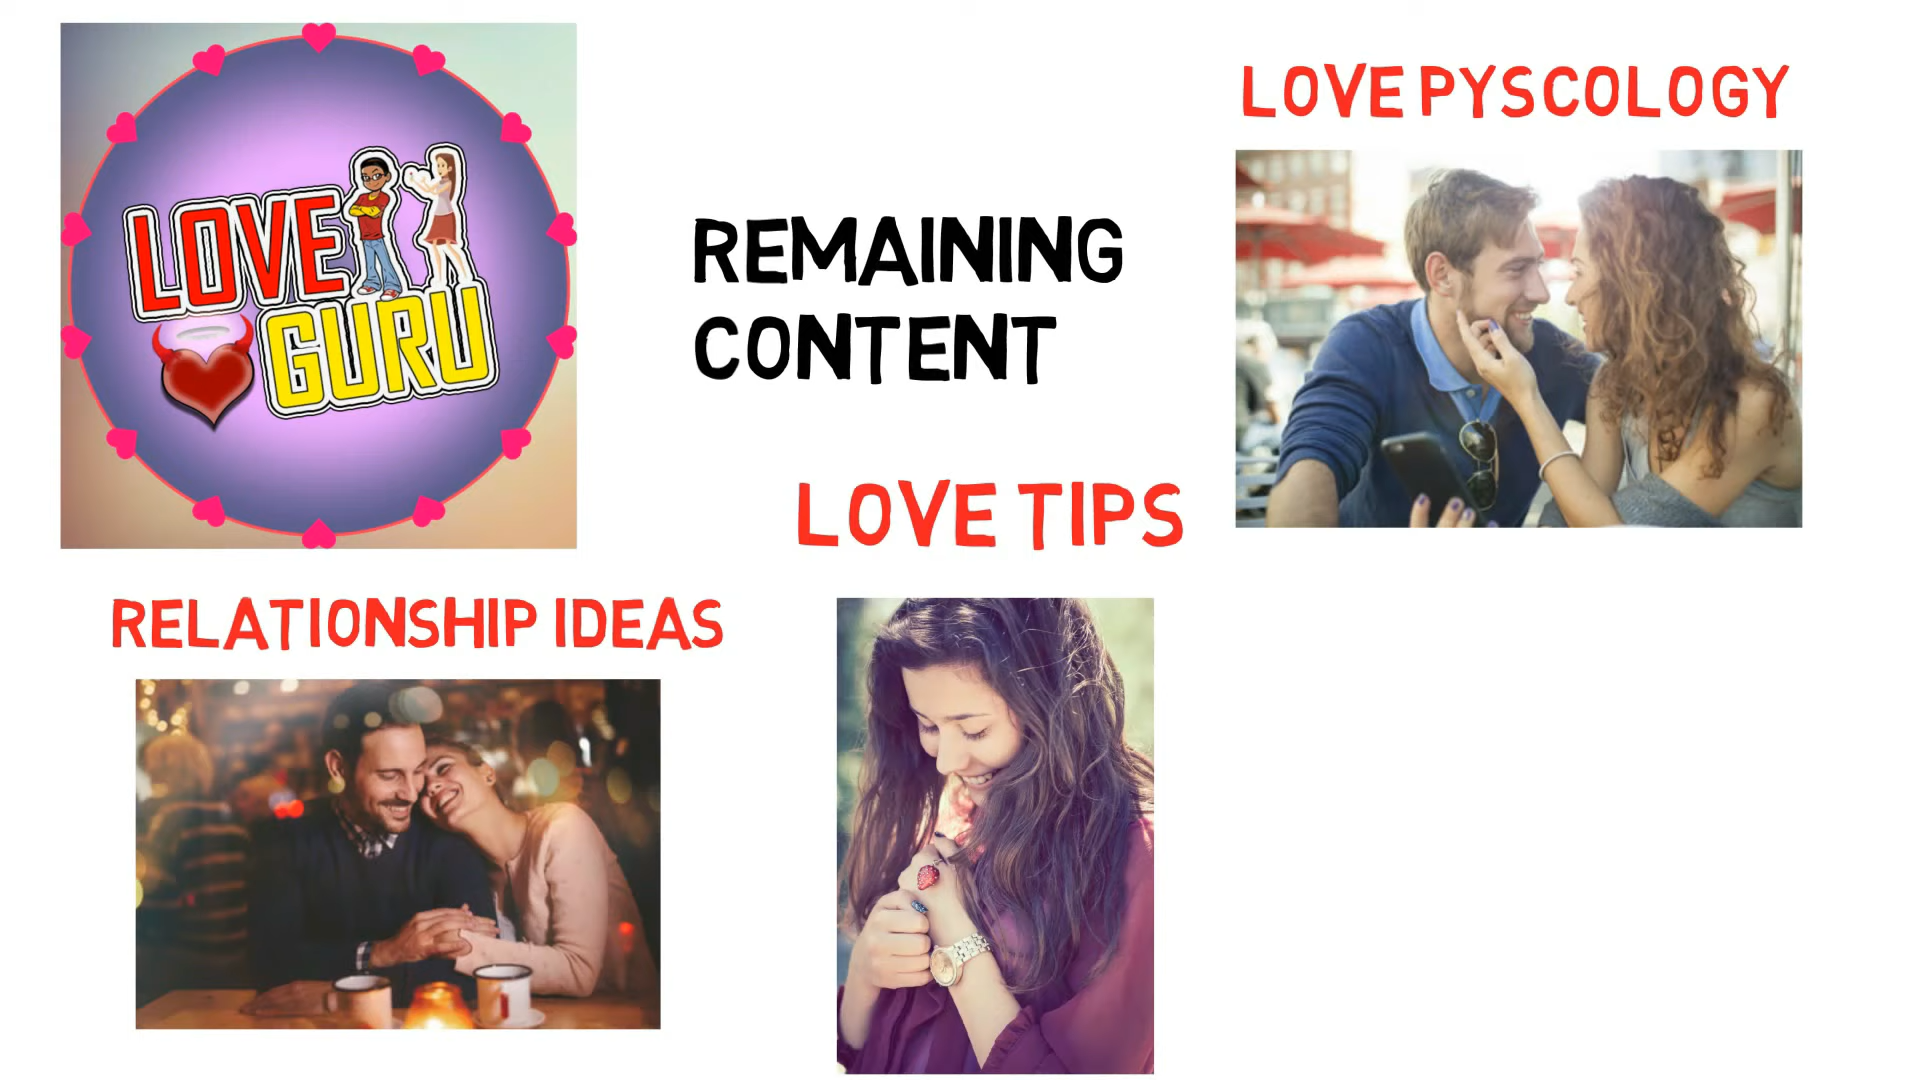 LOVE
GURU
REMAINING
CONTENT
LOVE PYSCOLOGY
LOVE TIPS
RELATIONSHIP IDEAS